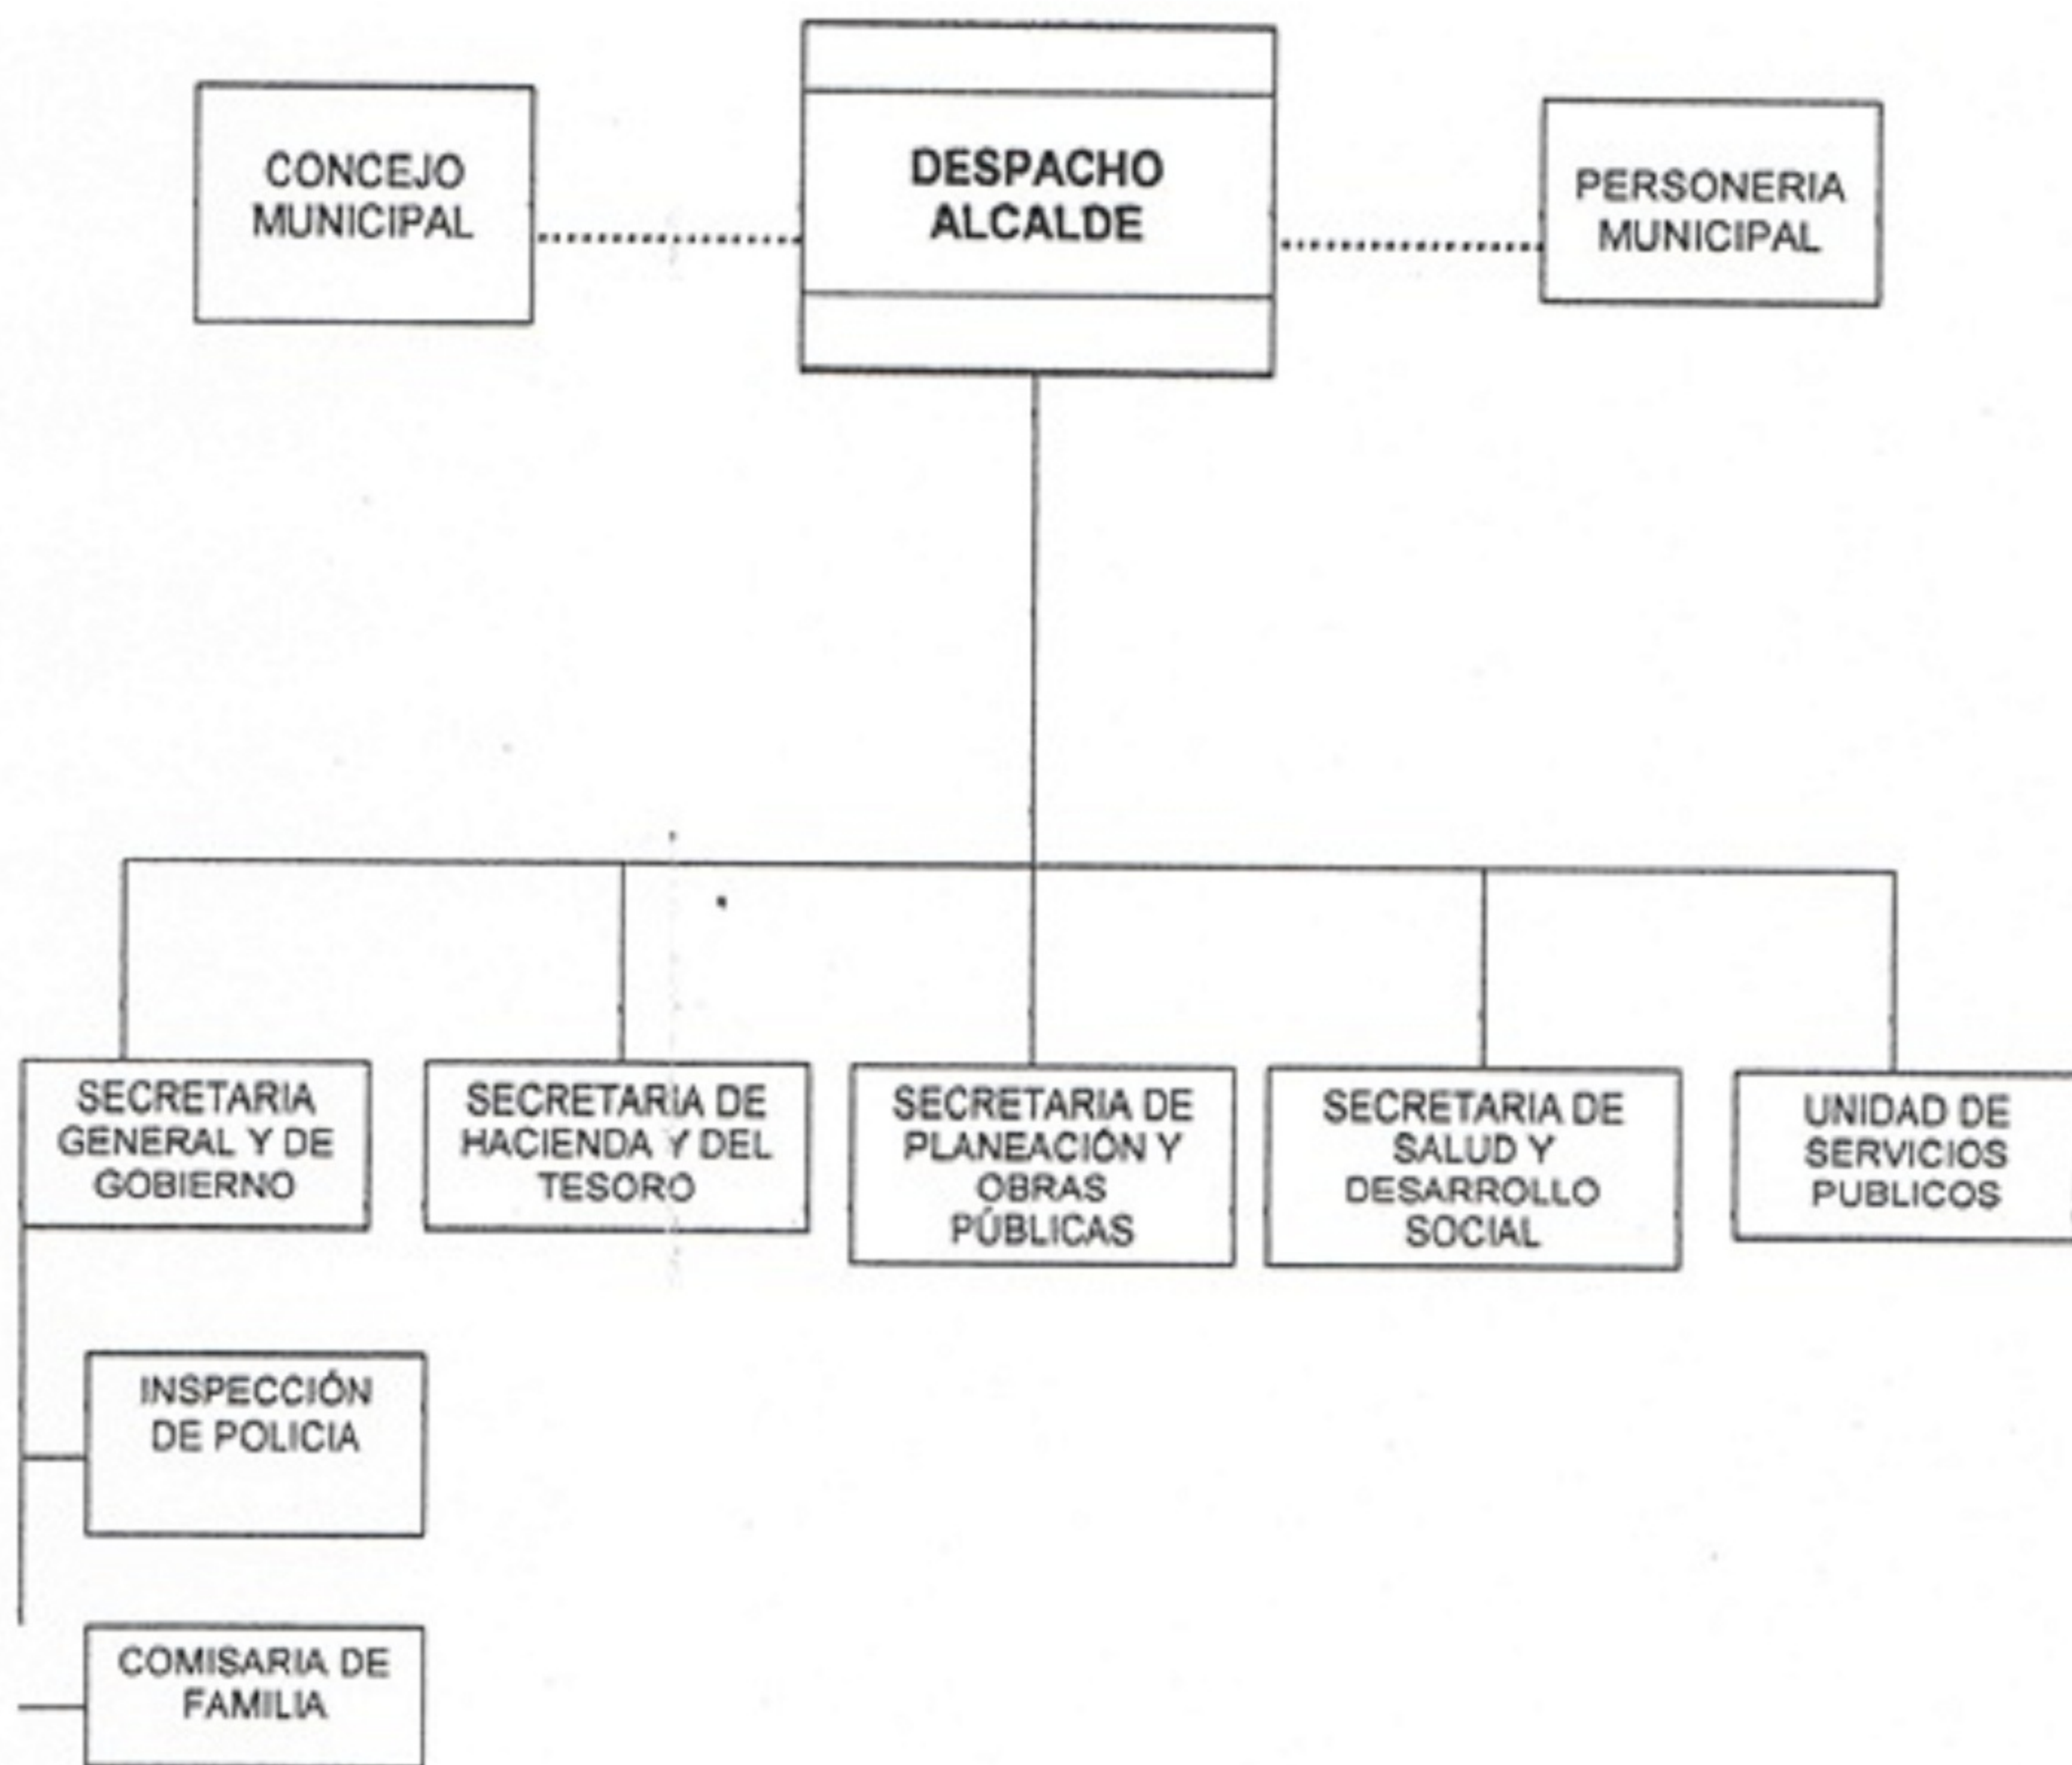 CONCEJO
MUNICIPAL
DESPACHO
ALCALDE
PERSONERIA
MUNICIPAL
SECRETARIA
GENERAL Y DE
GOBIERNO
SECRETARIA DE
HACIENDA Y DEL
TESORO
SECRETARIA DE
PLANEACIÓN Y
OBRAS
PÚBLICAS
SECRETARIA DE
SALUD Y
DESARROLLO
SOCIAL
UNIDAD DE
SERVICIOS
PUBLICOS
INSPECCIÓN
DE POLICIA
COMISARIA DE
FAMILIA